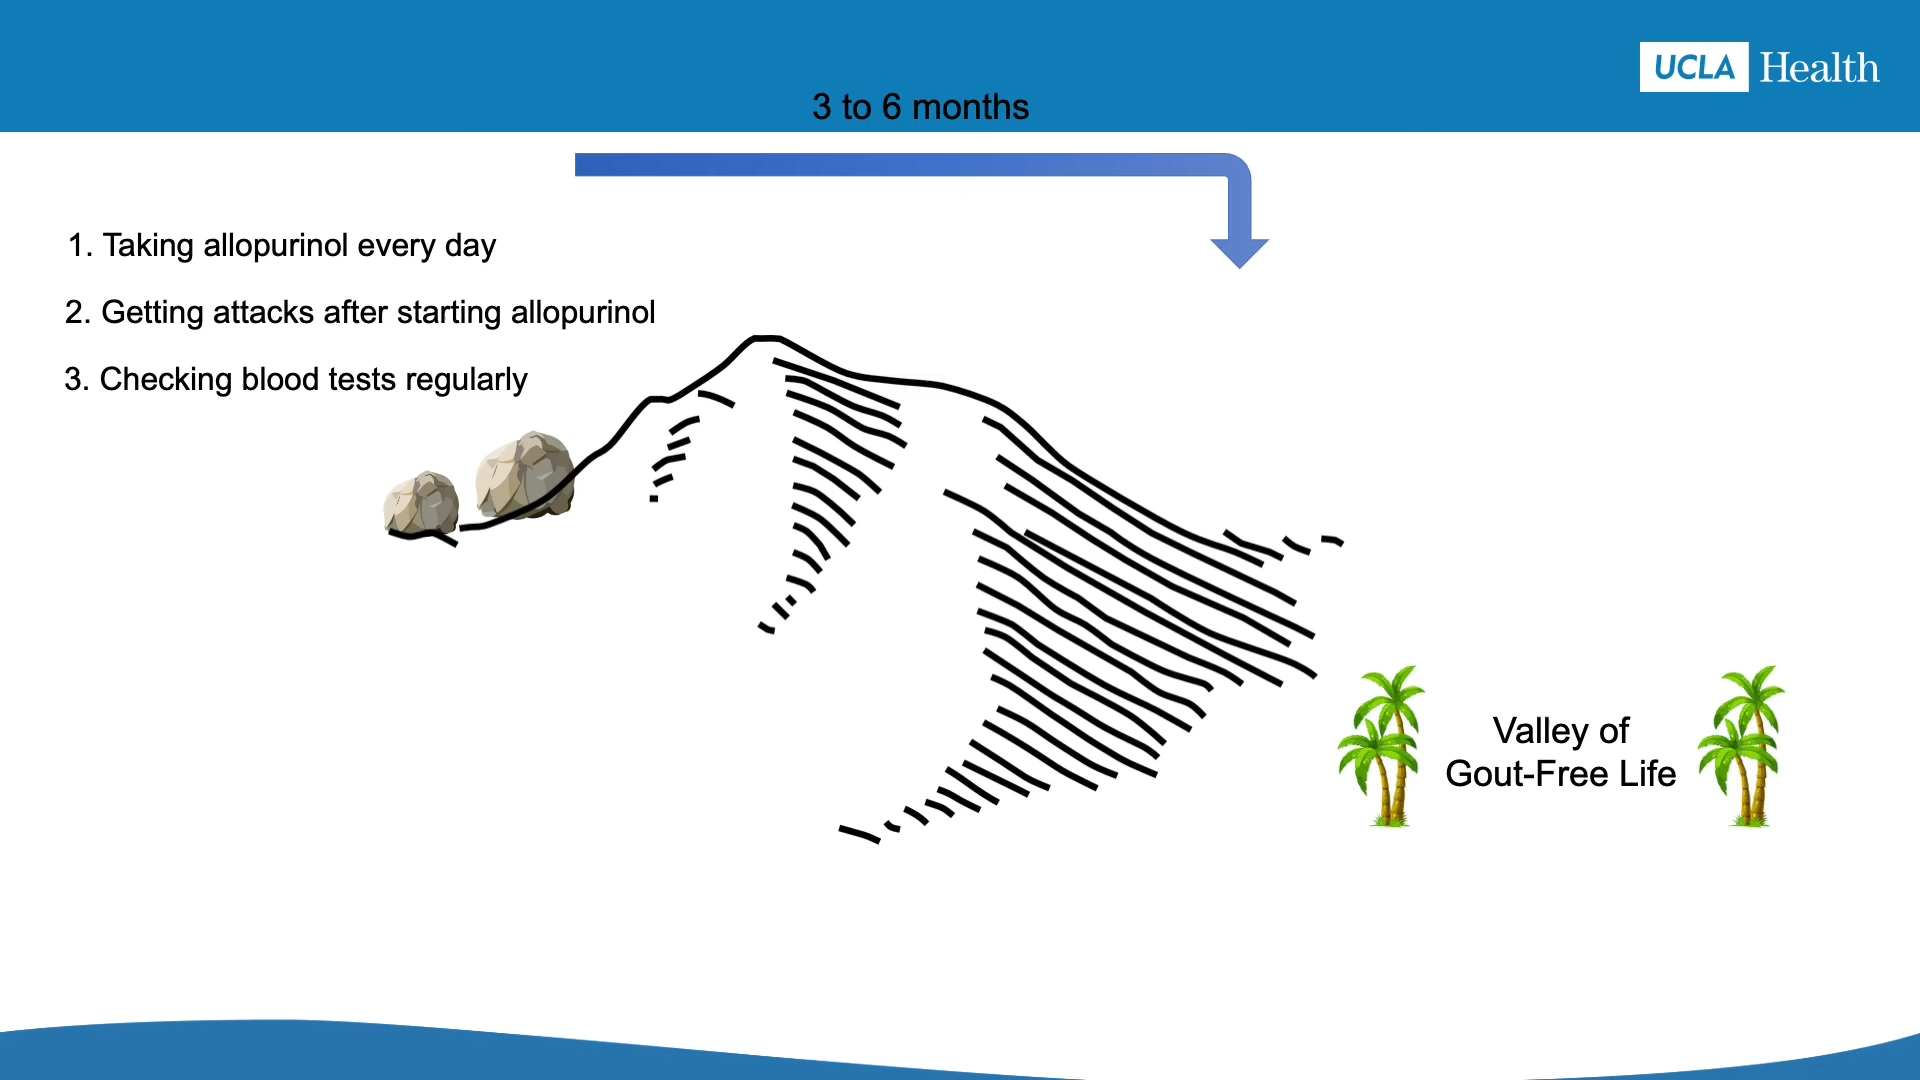 UCLA Health
3 to 6 months
1. Taking allopurinol every day
2. Getting attacks after starting allopurinol
3. Checking blood tests regularly
Valley of
Gout-Free Life